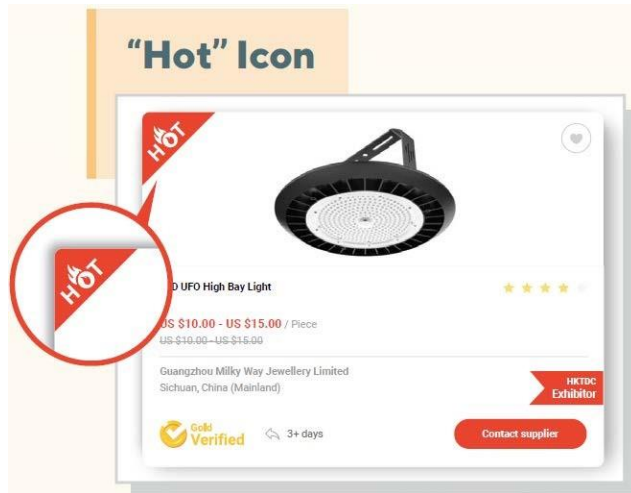 “Hot” Icon
HOT
HOT
D UFO High Bay Light
US $10.00 - US $15.00 / Piece
US $10.00 - US $15.00
Guangzhou Milky Way Jewellery Limited
Sichuan, China (Mainland)
HKTDC
Exhibitor
Gold
Verified
3+ days
Contact supplier